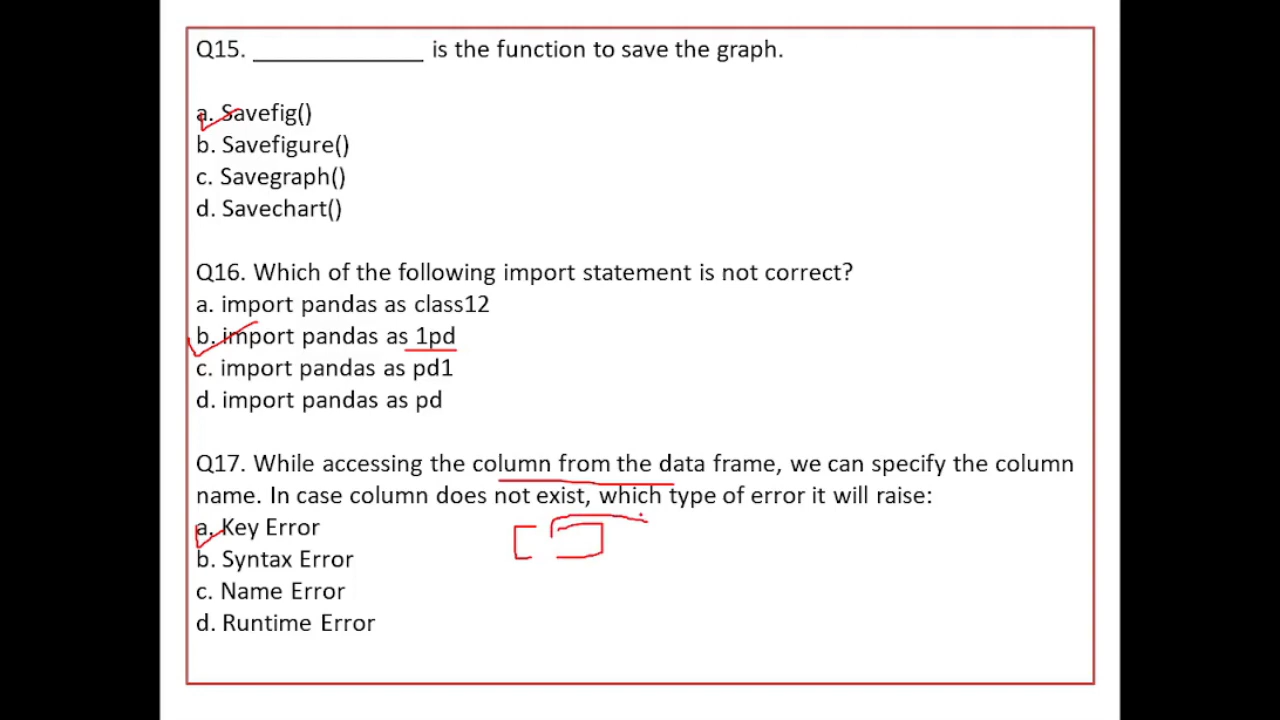 Q15. ______________ is the function to save the graph.
a. Savefig()
b. Savefigure()
c. Savegraph()
d. Savechart()
Q16. Which of the following import statement is not correct?
a. import pandas as class12
b. import pandas as 1pd
c. import pandas as pd1
d. import pandas as pd
Q17. While accessing the column from the data frame, we can specify the column
name. In case column does not exist, which type of error it will raise:
a. Key Error
b. Syntax Error
c. Name Error
d. Runtime Error